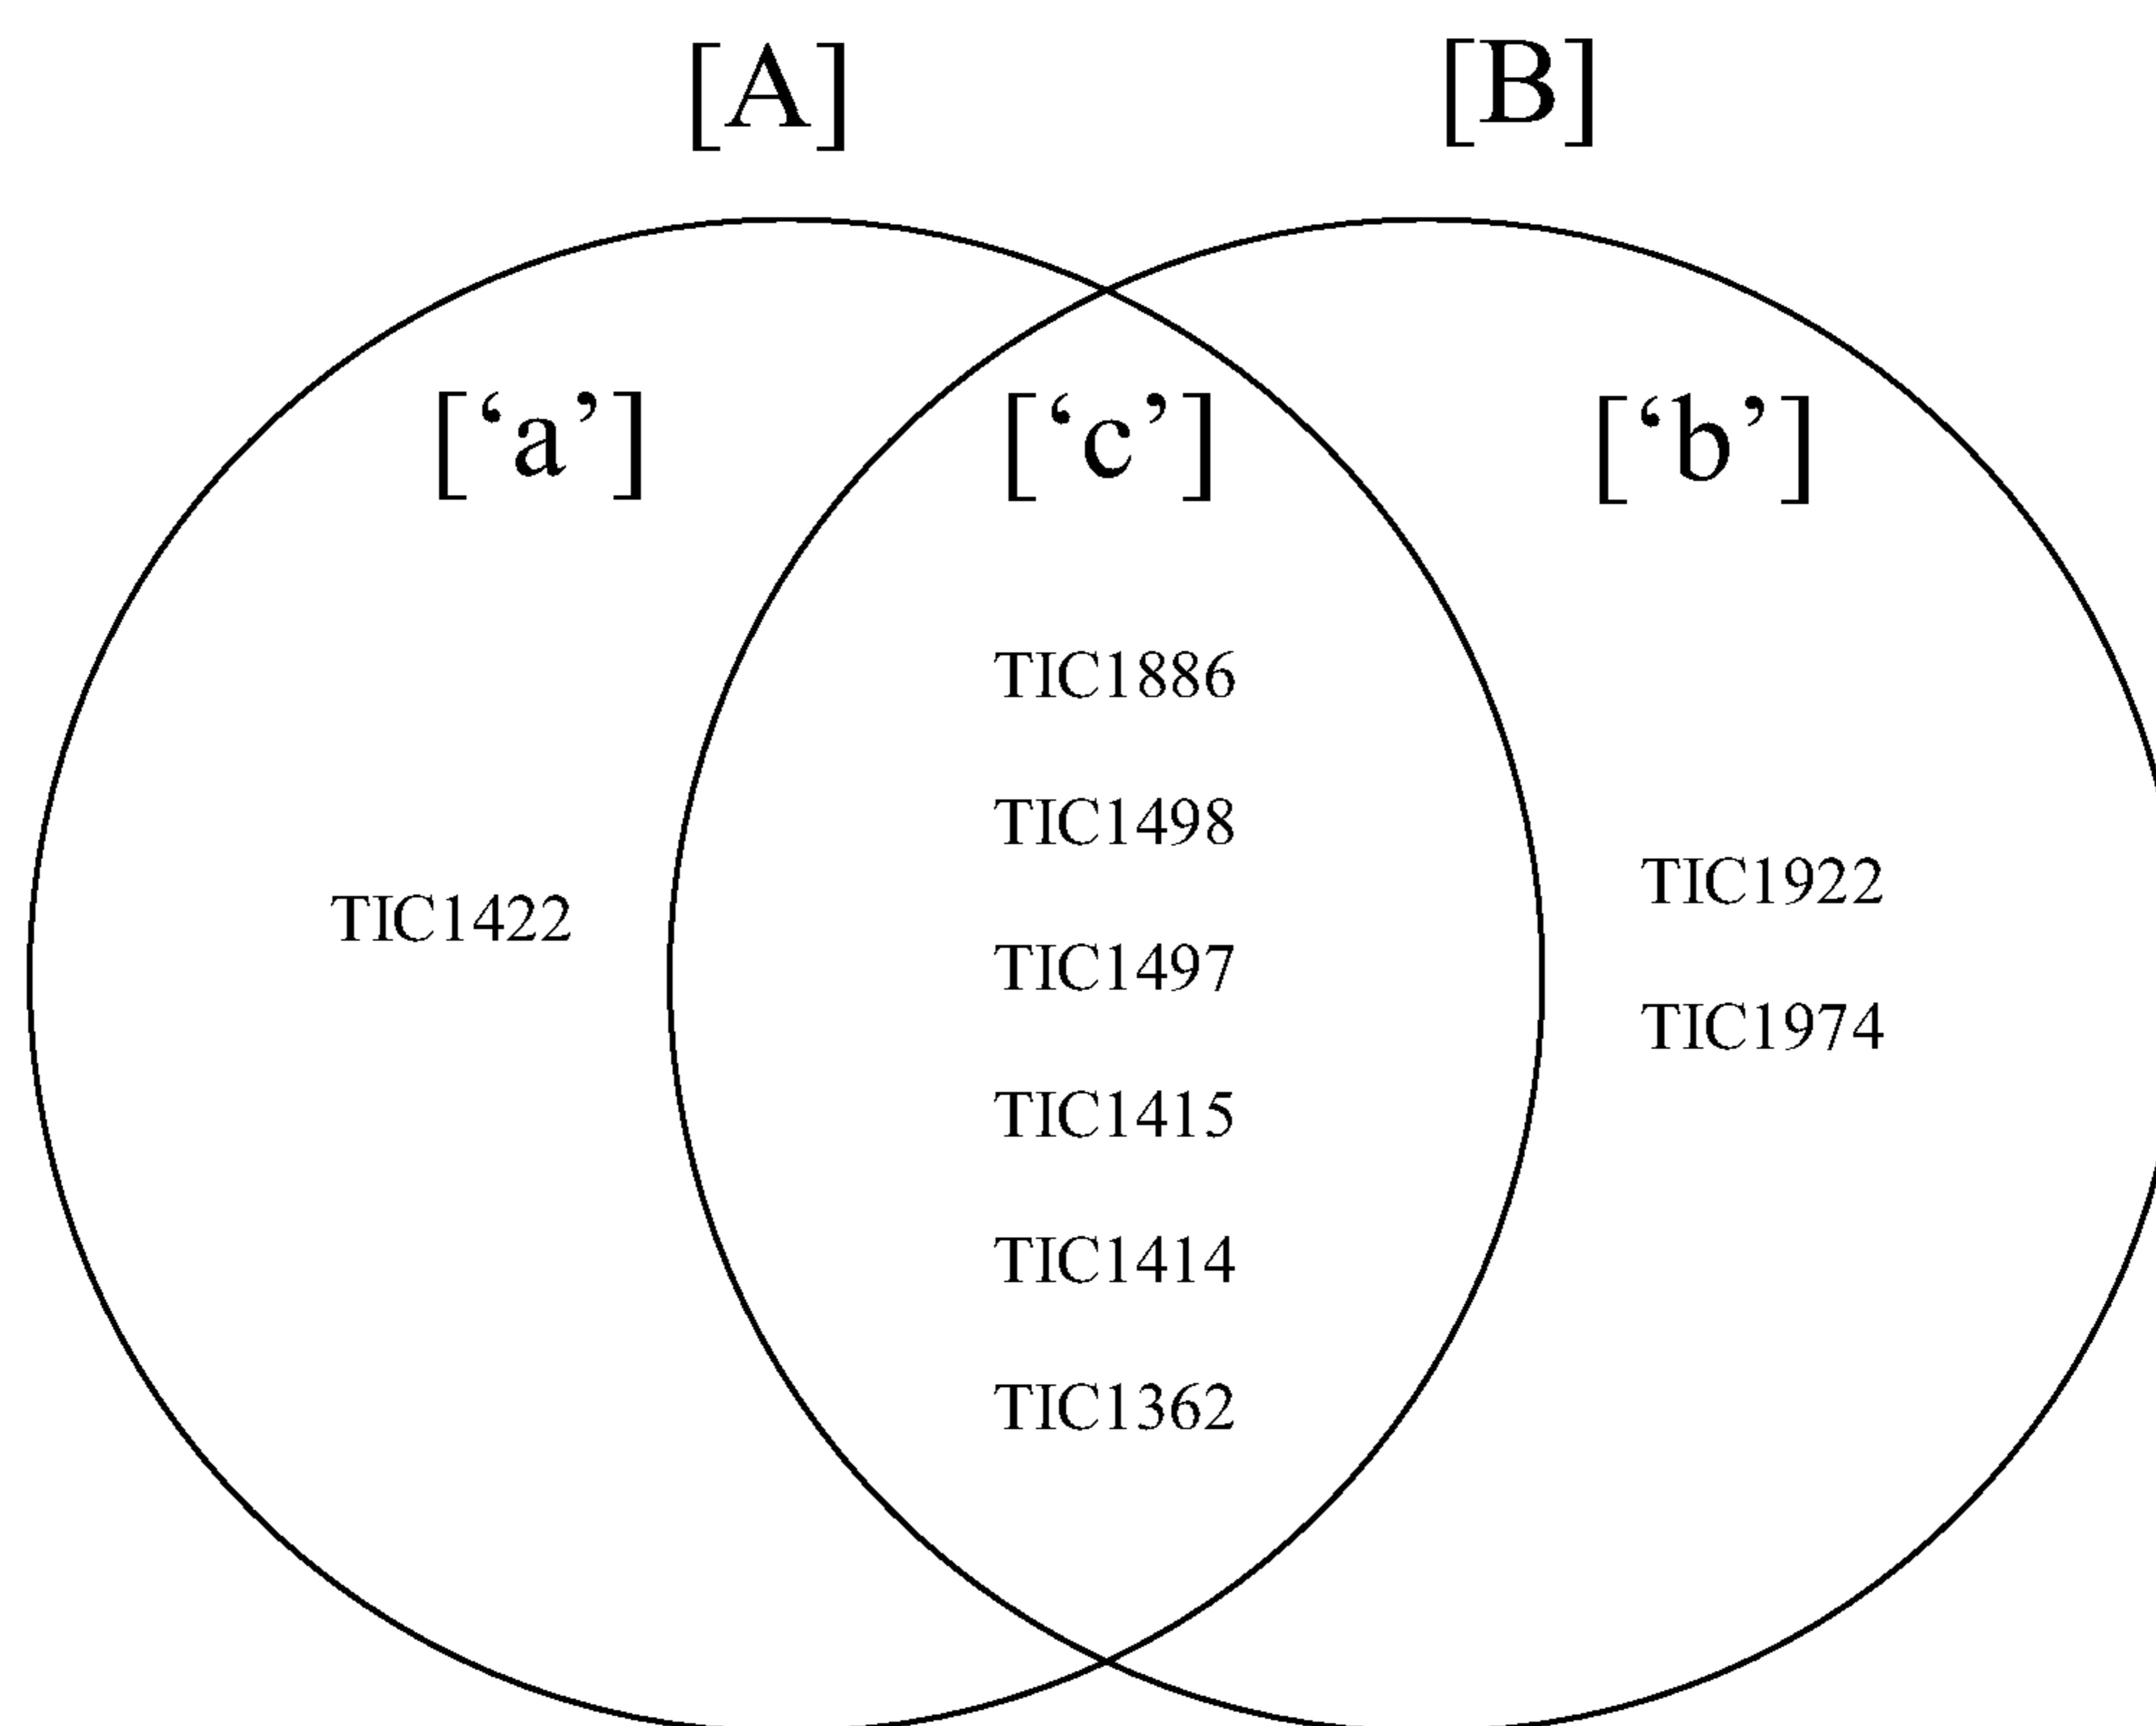 [A]
[B]
[‘a’]
[‘c’]
[‘b’]
TIC1886
TIC1498
TIC1922
TIC1422
TIC1497
TIC1974
TIC1415
TIC1414
TIC1362